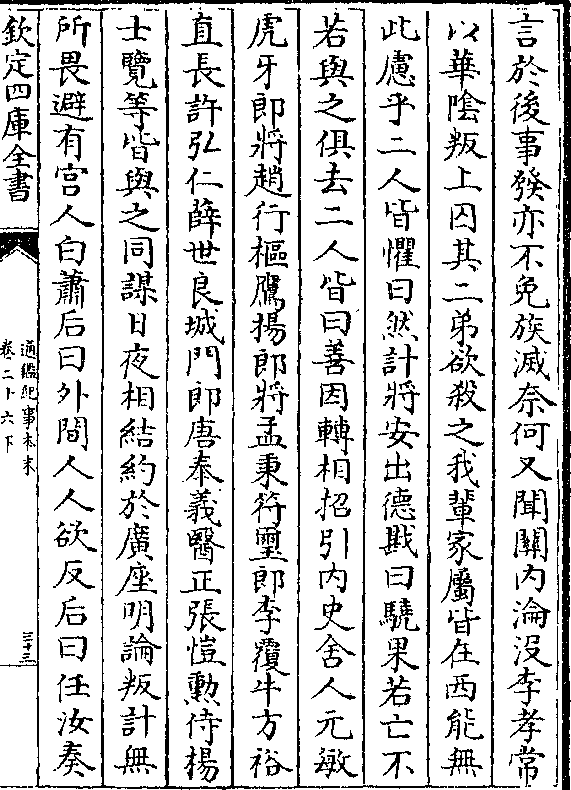 言於後事發亦不免族滅奈何又聞關内淪没李孝常
以華隂叛上囚其二弟欲殺之我輩家屬皆在西能無
此慮乎二人皆懼曰然計將安出德戡曰驍果若亡不
若與之俱去二人皆曰善因轉相招引内史舍人元敏
虎牙郎將趙行樞鷹揚郎將孟秉符璽郎李覆牛方裕
直長許弘仁薛世良城門郎唐奉義醫正張愷勲侍楊
士覽等皆與之同謀日夜相結約於廣座明論叛計無
所畏避有宫人白蕭后曰外間人人欲反后曰任汝奏
欽定四庫全書
通鑑紀事本末
卷二十六下
三十三